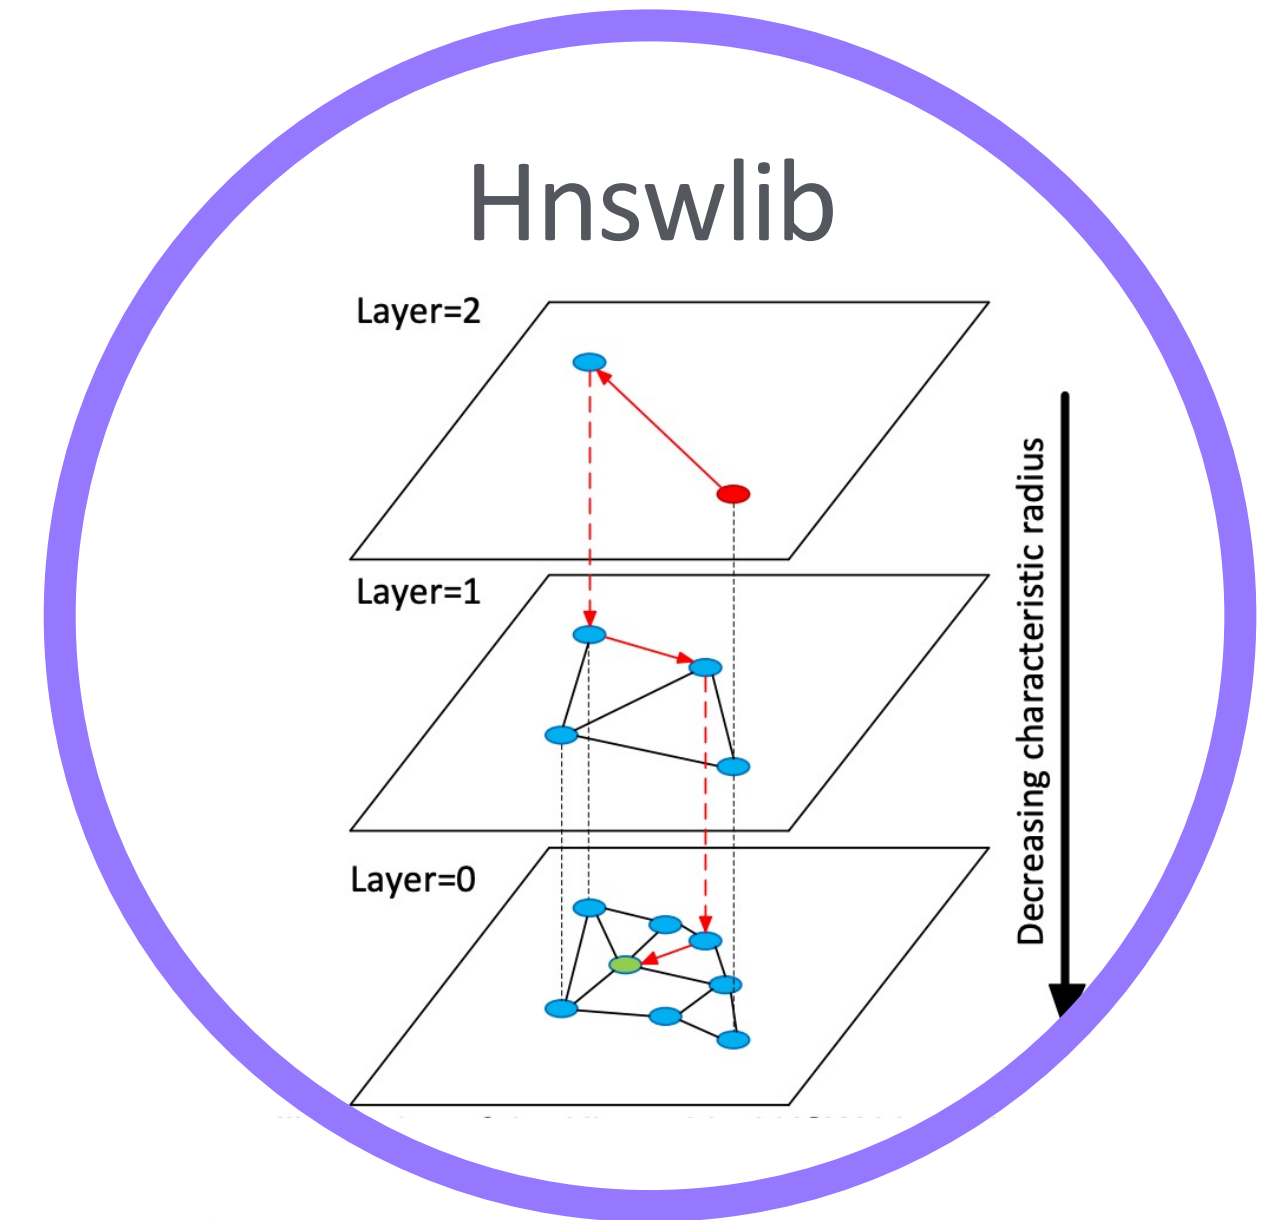 Hnswlib
Layer=2
Layer=1
Layer=0
Decreasing characteristic radius